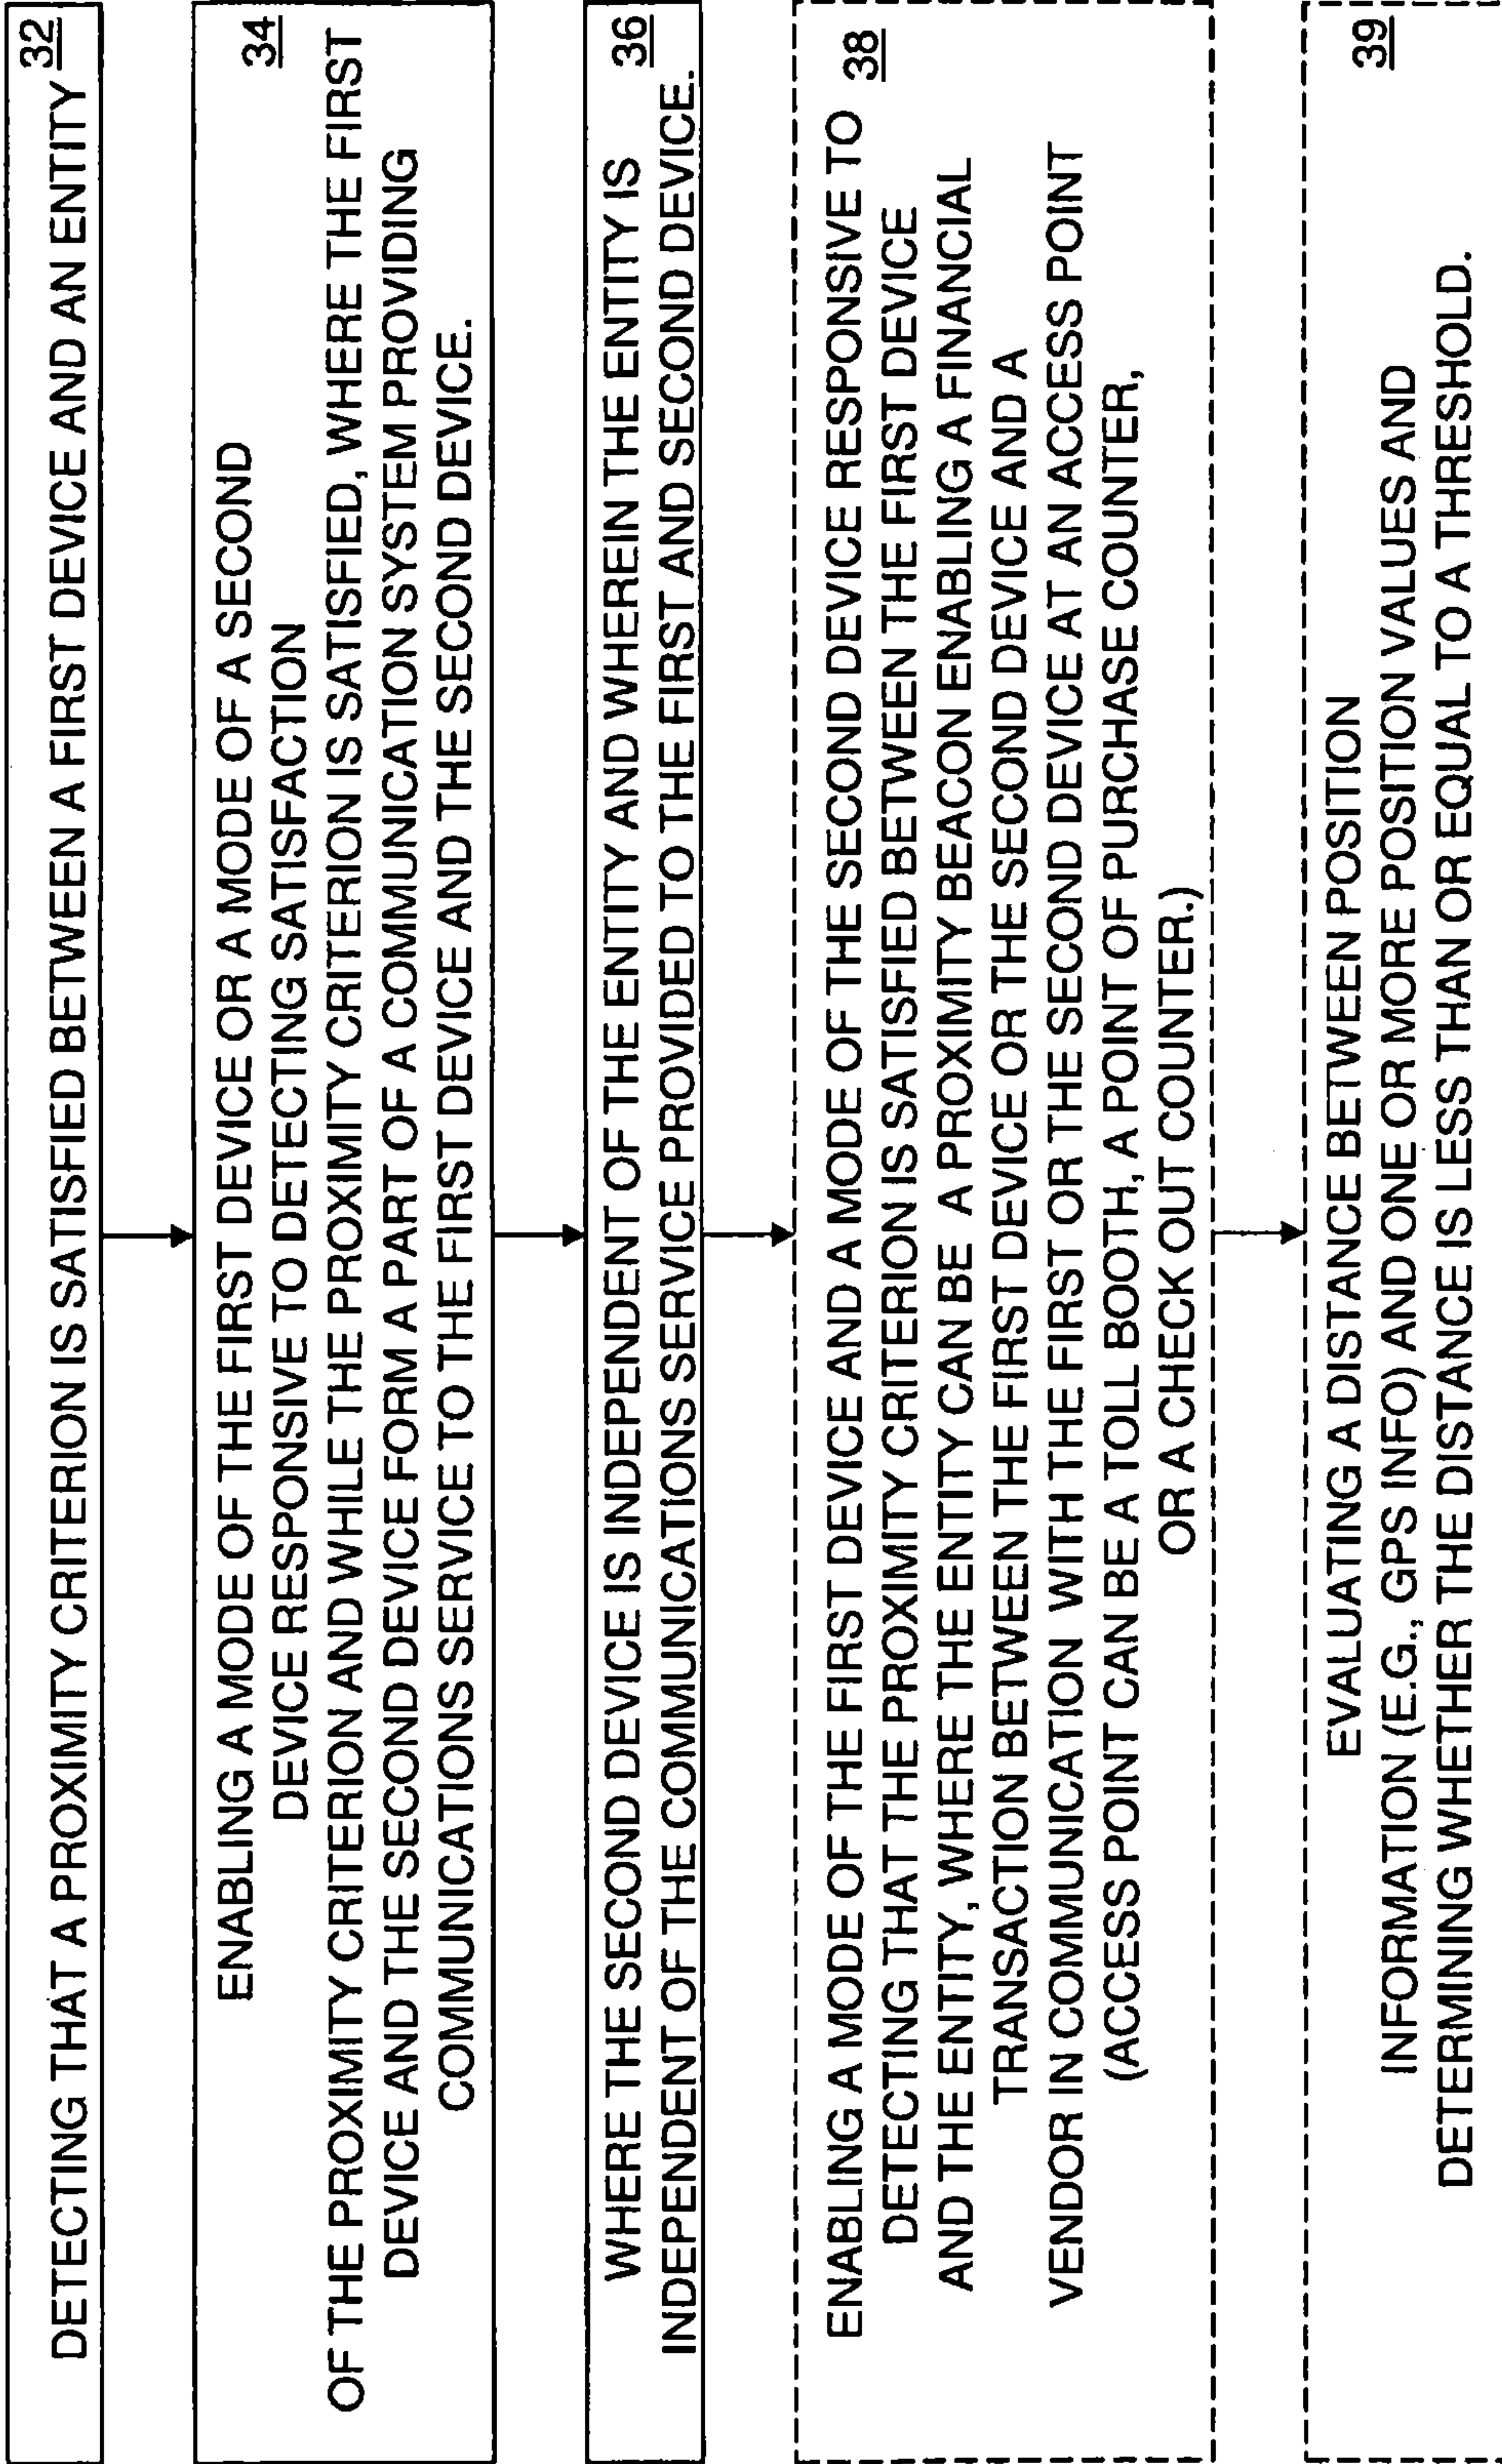 DETECTING THAT A PROXIMITY CRITERION IS SATISFIED BETWEEN A FIRST DEVICE AND AN ENTITY 32
34
ENABLING A MODE OF THE FIRST DEVICE OR A MODE OF A SECOND
DEVICE RESPONSIVE TO DETECTING SATISFACTION
OF THE PROXIMITY CRITERION AND WHILE THE PROXIMITY CRITERION IS SATISFIED, WHERE THE FIRST
DEVICE AND THE SECOND DEVICE FORM A PART OF A COMMUNICATION SYSTEM PROVIDING
COMMUNICATIONS SERVICE TO THE FIRST DEVICE AND THE SECOND DEVICE.
36
WHERE THE SECOND DEVICE IS INDEPENDENT OF THE ENTITY AND WHEREIN THE ENTITY IS
INDEPENDENT OF THE COMMUNICATIONS SERVICE PROVIDED TO THE FIRST AND SECOND DEVICE.
ENABLING A MODE OF THE FIRST DEVICE AND A MODE OF THE SECOND DEVICE RESPONSIVE TO 38
DETECTING THAT THE PROXIMITY CRITERION IS SATISFIED BETWEEN THE FIRST DEVICE
AND THE ENTITY, WHERE THE ENTITY CAN BE A PROXIMITY BEACON ENABLING A FINANCIAL
TRANSACTION BETWEEN THE FIRST DEVICE OR THE SECOND DEVICE AND A
VENDOR IN COMMUNICATION WITH THE FIRST OR THE SECOND DEVICE AT AN ACCESS POINT
(ACCESS POINT CAN BE A TOLL BOOTH, A POINT OF PURCHASE COUNTER,
OR A CHECK OUT COUNTER.)
EVALUATING A DISTANCE BETWEEN POSITION
39
INFORMATION (E.G., GPS INFO) AND ONE OR MORE POSITION VALUES AND
DETERMINING WHETHER THE DISTANCE IS LESS THAN OR EQUAL TO A THRESHOLD.